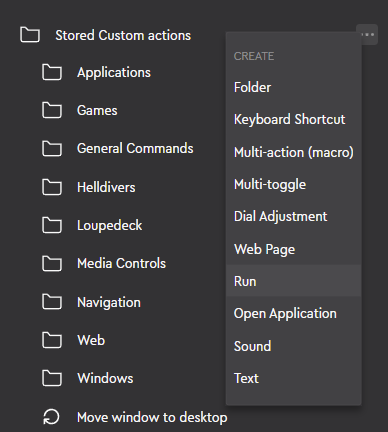 Stored Custom actions
Applications
Games
General Commands
Helldivers
Loupedeck
Media Controls
Navigation
Web
Windows
Move window to desktop
CREATE
Folder
Keyboard Shortcut
Multi-action (macro)
Multi-toggle
Dial Adjustment
Web Page
Run
Open Application
Sound
Text